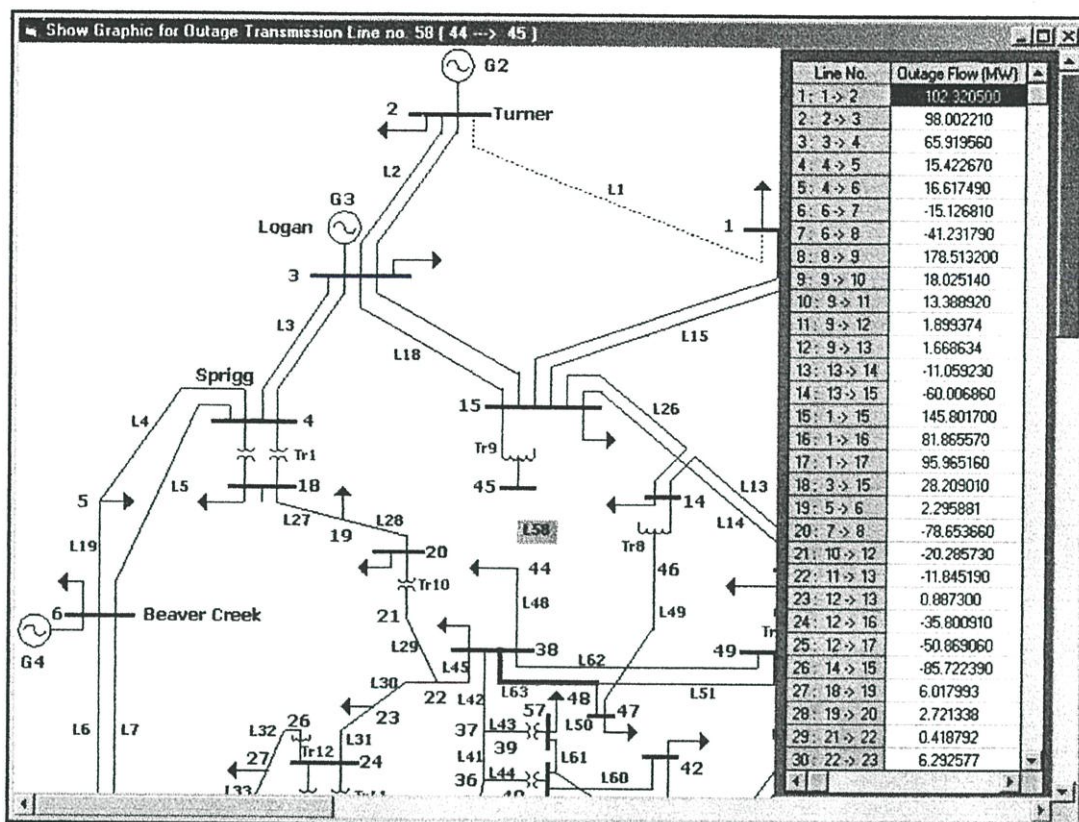 Show Graphic for Outage Transmission Line no. 58 ( 44 ---> 45 )
G2
2
Turner
L2
L1
G3
Logan
1
3
L3
L18
L15
Sprigg
15
L26
L4
4
Tr9
Tr1
L13
L5
18
45
14
L14
5
L27
L28
L58
19
20
Tr8
L19
44
46
Tr10
6
Beaver Creek
21
L48
L49
G4
L29
38
49
L45
L62
L30
L63
L51
22
L42
48
57
23
L50
47
L6
L7
L32
26
37
L43
L31
39
L61
27
Tr12
L41
42
24
L44
L60
36
L33
Line No.
Outage Flow (MW)
1 : 1 -> 2 102.320500
2 : 2 -> 3 98.002210
3 : 3 -> 4 65.919560
4 : 4 -> 5 15.422670
5 : 4 -> 6 16.617490
6 : 6 -> 7 -15.126810
7 : 6 -> 8 -41.231790
8 : 8 -> 9 178.513200
9 : 9 -> 10 18.025140
10 : 9 -> 11 13.388920
11 : 9 -> 12 1.899374
12 : 9 -> 13 1.668634
13 : 13 -> 14 -11.059230
14 : 13 -> 15 -60.006860
15 : 1 -> 15 145.801700
16 : 1 -> 16 81.865570
17 : 1 -> 17 95.965160
18 : 3 -> 15 28.209010
19 : 5 -> 6 2.295881
20 : 7 -> 8 -78.653660
21 : 10 -> 12 -20.285730
22 : 11 -> 13 -11.845190
23 : 12 -> 13 0.887300
24 : 12 -> 16 -35.800910
25 : 12 -> 17 -50.869060
26 : 14 -> 15 -85.722390
27 : 18 -> 19 6.017993
28 : 19 -> 20 2.721338
29 : 21 -> 22 0.418792
30 : 22 -> 23 6.292577